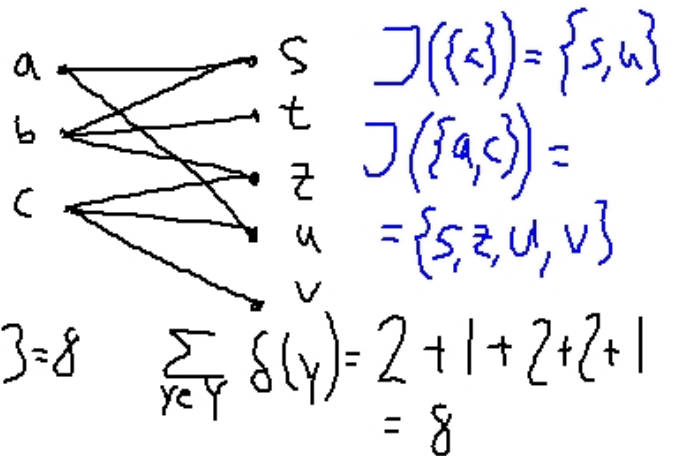 a
b
c
s
t
z
u
v
J({a}) = {s,u}
J({a,c}) =
= {s,z,u,v}
3=8
∑ δ(y) = 2+1+2+2+1
y∈Y
= 8